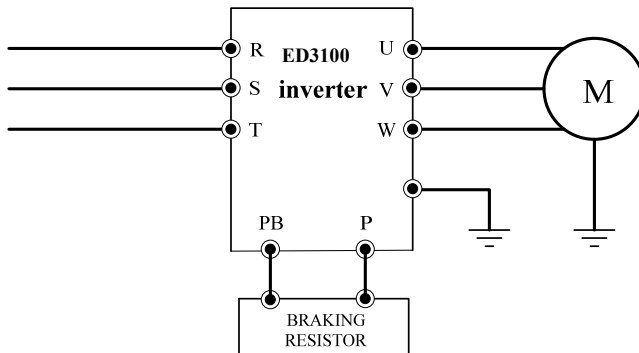 R ED3100 U
S inverter V M
T W
PB P
BRAKING
RESISTOR